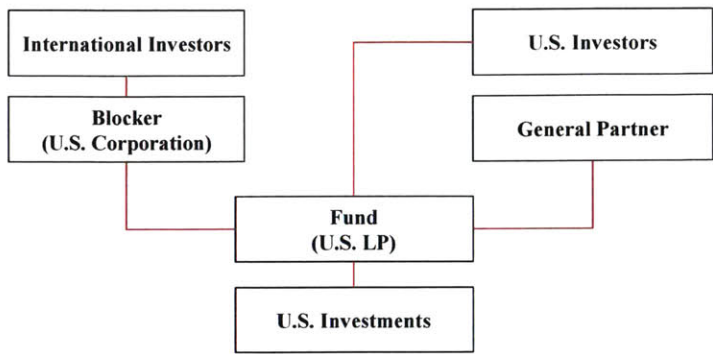 International Investors
U.S. Investors
Blocker
(U.S. Corporation)
General Partner
Fund
(U.S. LP)
U.S. Investments